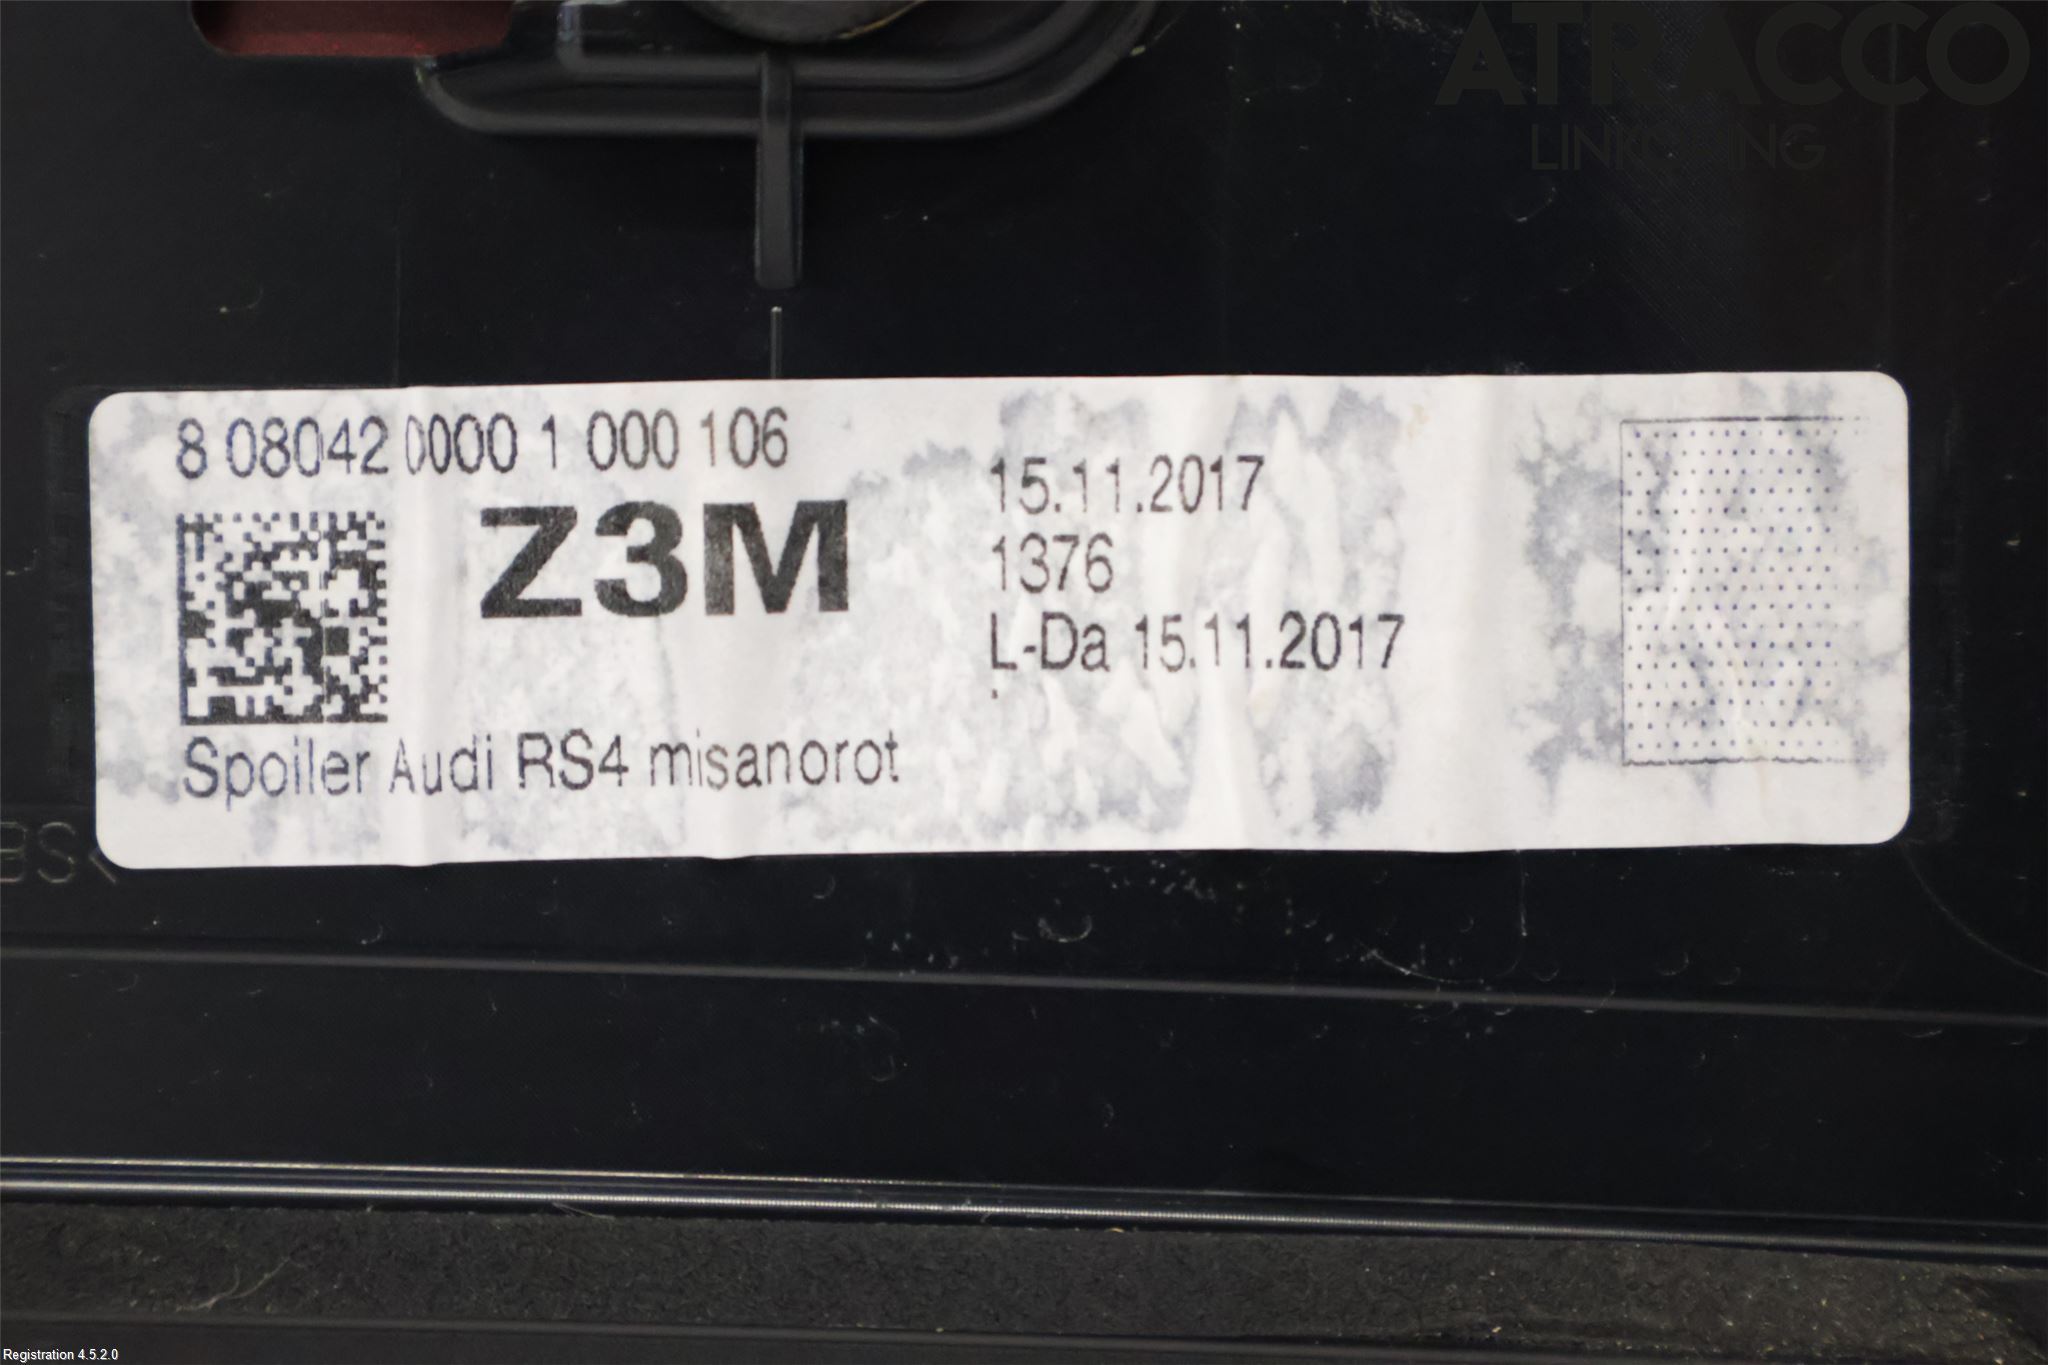 ATRACCO
LINKÖPING
8 08042 0000 1 000 106
Z3M
15.11.2017
1376
L-Da 15.11.2017
Spoiler Audi RS4 misanorot
Registration 4.5.2.0